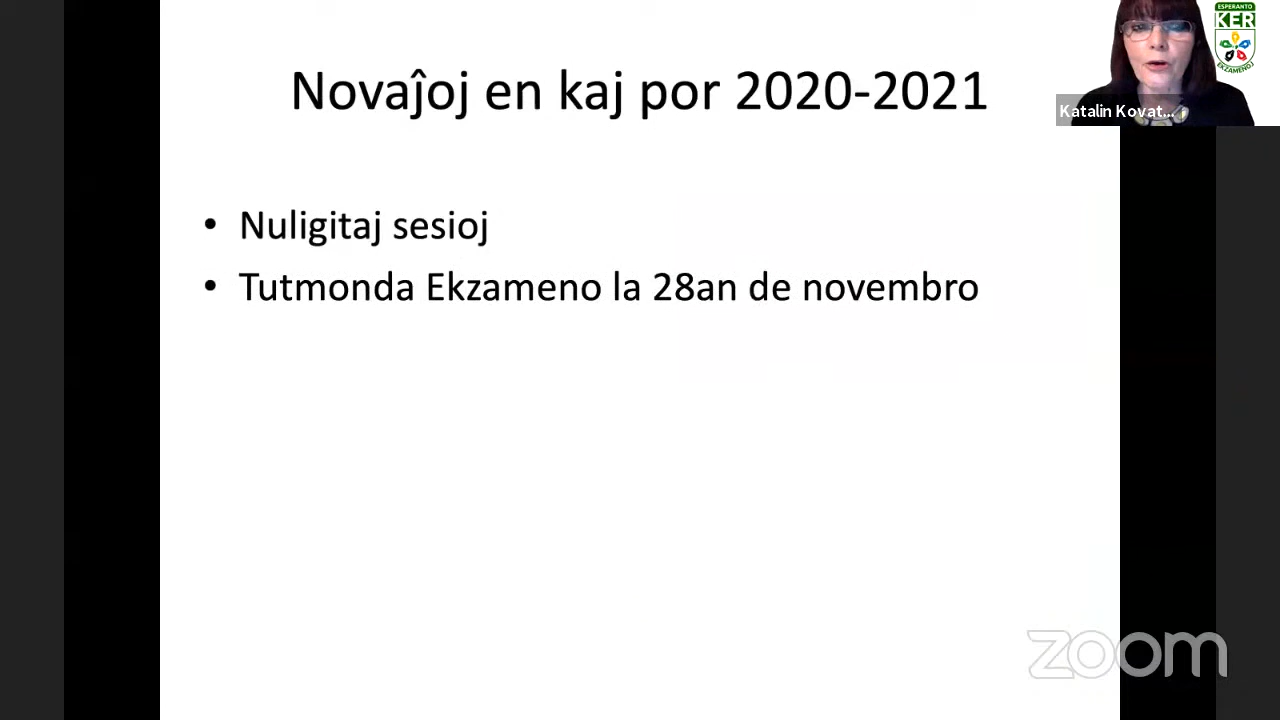 Novaĵoj en kaj por 2020-2021
• Nuligitaj sesioj
• Tutmonda Ekzameno la 28an de novembro
ESPERANTO
KER
EKZAMENOJ
Katalin Kovat...
zoom